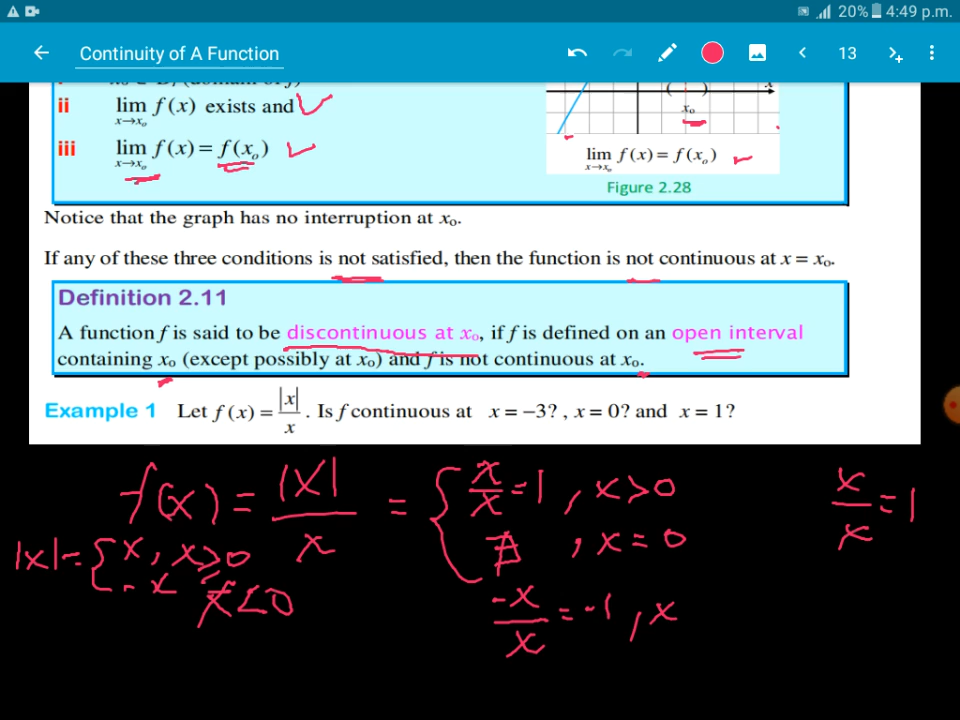 20% 4:49 p.m.
Continuity of A Function 13
ii lim f(x) exists and
x→x₀
iii lim f(x) = f(x₀)
x→x₀
x₀
lim f(x) = f(x₀)
x→x₀
Figure 2.28
Notice that the graph has no interruption at x₀.
If any of these three conditions is not satisfied, then the function is not continuous at x = x₀.
Definition 2.11
A function f is said to be discontinuous at x₀, if f is defined on an open interval
containing x₀ (except possibly at x₀) and f is not continuous at x₀.
Example 1 Let f(x) = |x|/x . Is f continuous at x = −3? , x = 0? and x = 1?
f(x) = |x|/x = { x/x = 1 , x > 0
∄ , x = 0
-x/x = -1 , x
|x| = { x , x ≥ 0
-x x < 0
x/x = 1